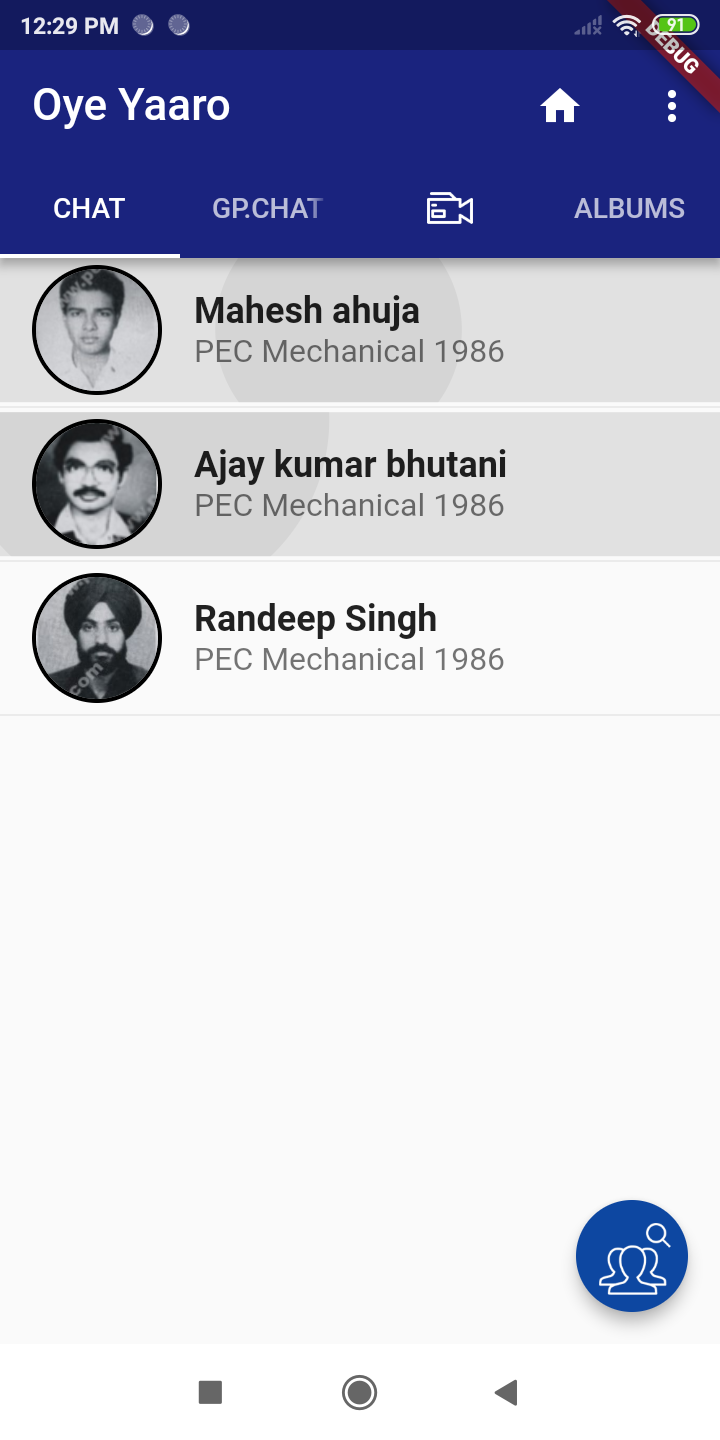 12:29 PM
91
DEBUG
Oye Yaaro
CHAT
GP.CHAT
ALBUMS
Mahesh ahuja
PEC Mechanical 1986
Ajay kumar bhutani
PEC Mechanical 1986
Randeep Singh
PEC Mechanical 1986